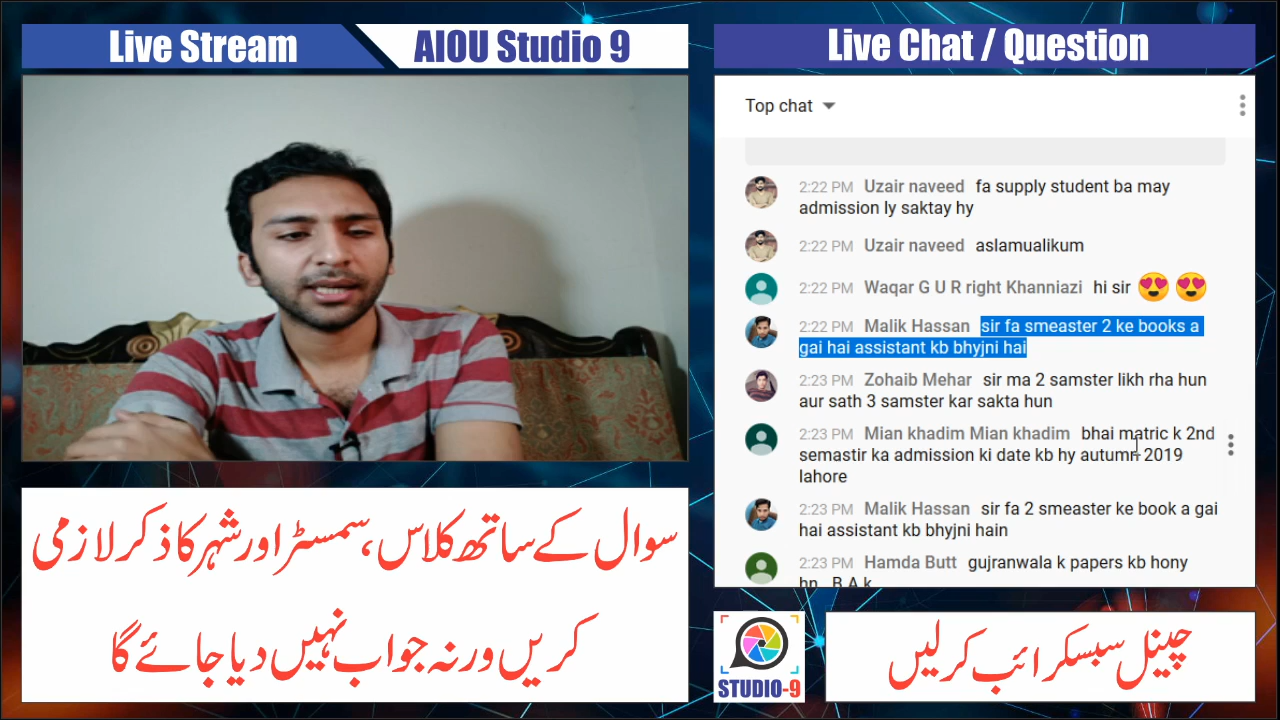 Live Stream
AIOU Studio 9
سوال کے ساتھ کلاس، سمسٹر اور شہر کا ذکر لازمی
کریں ورنہ جواب نہیں دیا جائے گا
Live Chat / Question
Top chat
2:22 PM Uzair naveed fa supply student ba may
admission ly saktay hy
2:22 PM Uzair naveed aslamualikum
2:22 PM Waqar G U R right Khanniazi hi sir 😍 😍
2:22 PM Malik Hassan sir fa smeaster 2 ke books a
gai hai assistant kb bhyjni hai
2:23 PM Zohaib Mehar sir ma 2 samster likh rha hun
aur sath 3 samster kar sakta hun
2:23 PM Mian khadim Mian khadim bhai matric k 2nd
semastir ka admission ki date kb hy autumn 2019
lahore
2:23 PM Malik Hassan sir fa 2 smeaster ke book a gai
hai assistant kb bhyjni hain
2:23 PM Hamda Butt gujranwala k papers kb hony
STUDIO-9
چینل سبسکرائب کرلیں